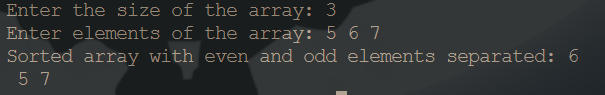 Enter the size of the array: 3
Enter elements of the array: 5 6 7
Sorted array with even and odd elements separated: 6
5 7